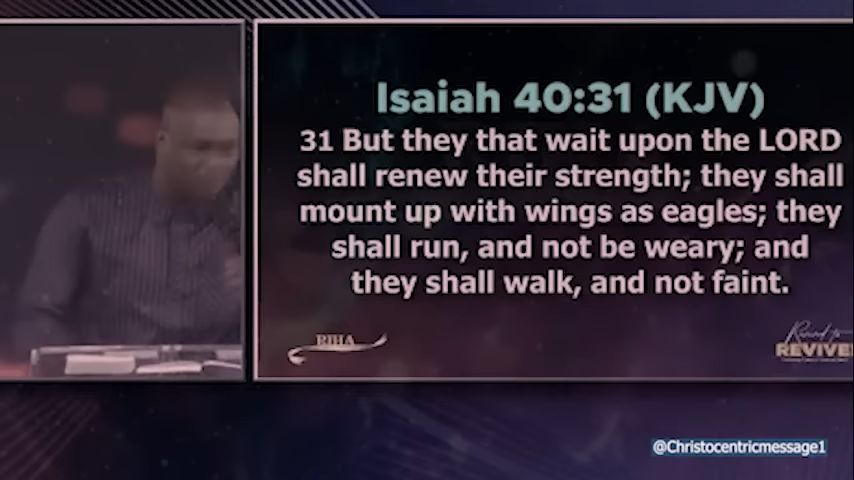 Isaiah 40:31 (KJV)
31 But they that wait upon the LORD
shall renew their strength; they shall
mount up with wings as eagles; they
shall run, and not be weary; and
they shall walk, and not faint.
RIHA
REVIVE
@Christocentricmessage1